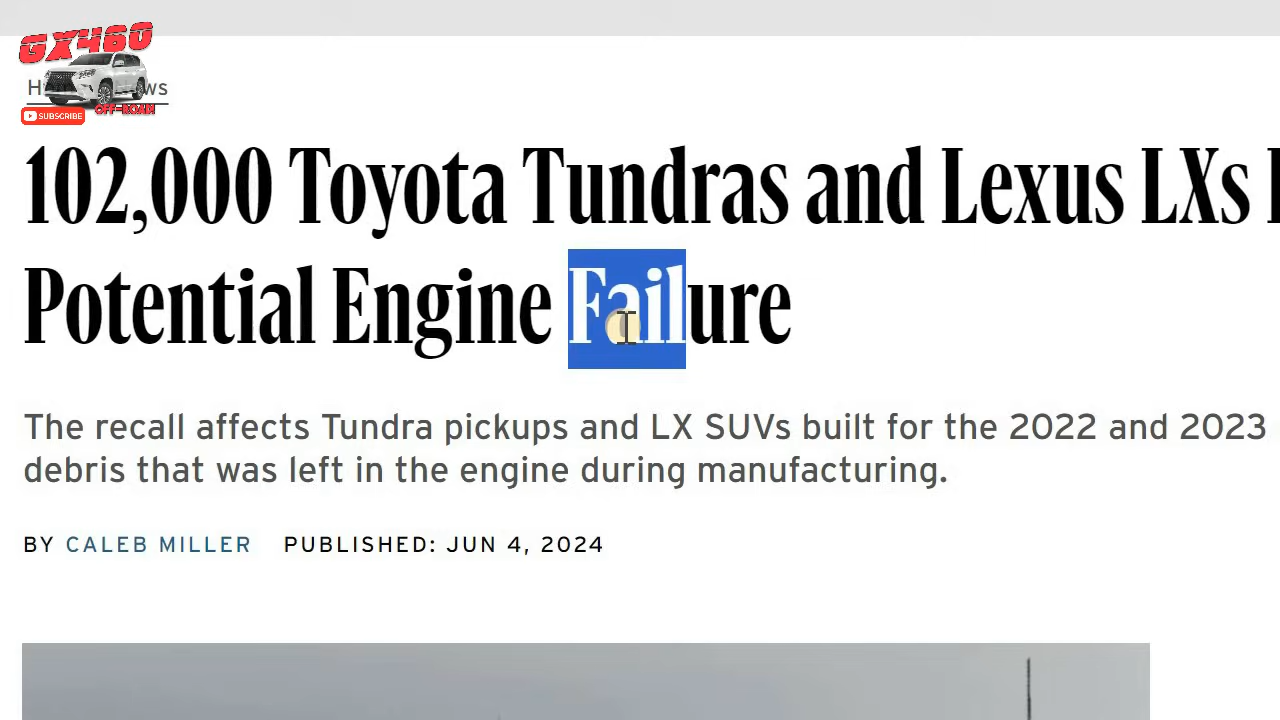 GX460
OFF-ROAD
SUBSCRIBE
102,000 Toyota Tundras and Lexus LXs
Potential Engine Failure
The recall affects Tundra pickups and LX SUVs built for the 2022 and 2023
debris that was left in the engine during manufacturing.
BY CALEB MILLER PUBLISHED: JUN 4, 2024